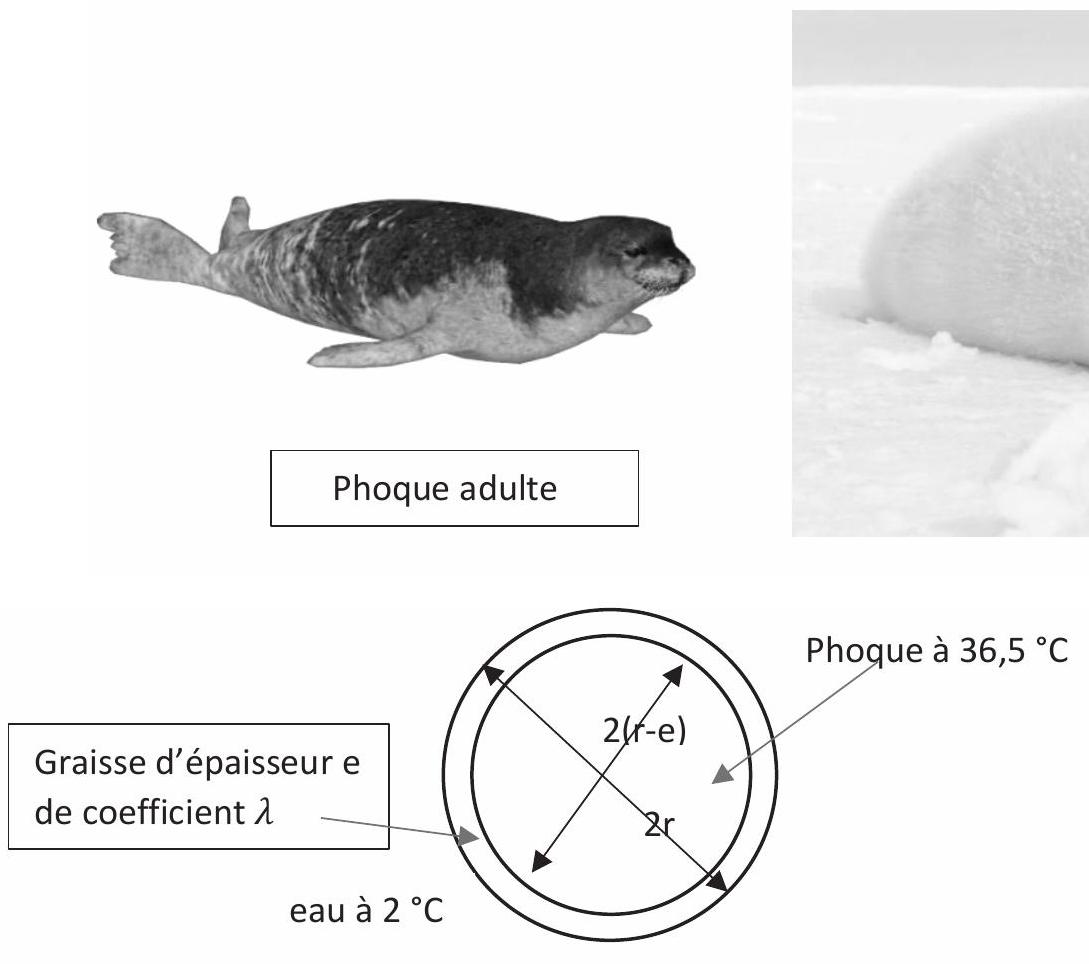 Phoque adulte
Phoque à 36,5 °C
2(r-e)
Graisse d’épaisseur e
de coefficient λ
2r
eau à 2 °C